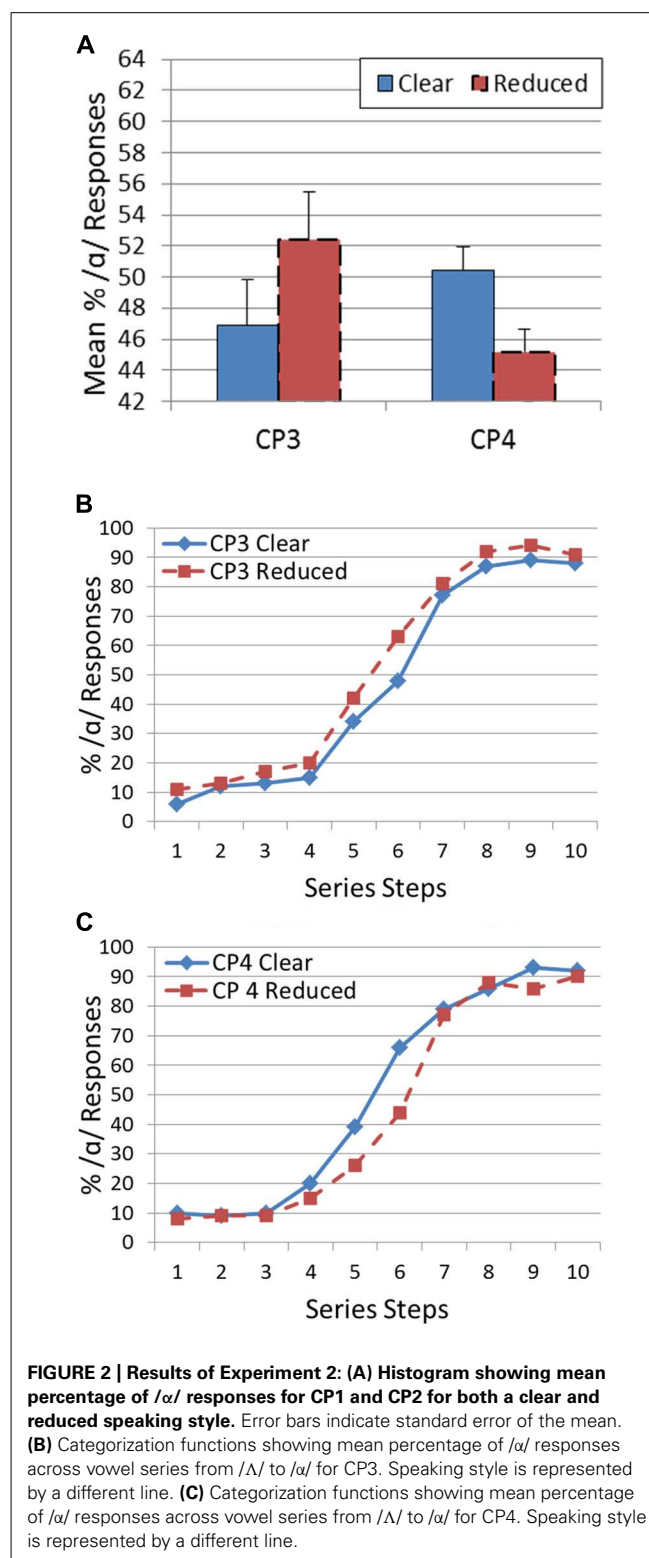 A
64
62
60
58
56
54
52
50
48
46
44
42
Mean % /ɑ/ Responses
Clear Reduced
CP3 CP4
B
100
90
80
70
60
50
40
30
20
10
0
% /ɑ/ Responses
CP3 Clear
CP3 Reduced
1 2 3 4 5 6 7 8 9 10
Series Steps
C
100
90
80
70
60
50
40
30
20
10
0
% /ɑ/ Responses
CP4 Clear
CP 4 Reduced
1 2 3 4 5 6 7 8 9 10
Series Steps
FIGURE 2 | Results of Experiment 2: (A) Histogram showing mean
percentage of /α/ responses for CP1 and CP2 for both a clear and
reduced speaking style. Error bars indicate standard error of the mean.
(B) Categorization functions showing mean percentage of /α/ responses
across vowel series from /Λ/ to /α/ for CP3. Speaking style is represented
by a different line. (C) Categorization functions showing mean percentage
of /α/ responses across vowel series from /Λ/ to /α/ for CP4. Speaking style
is represented by a different line.